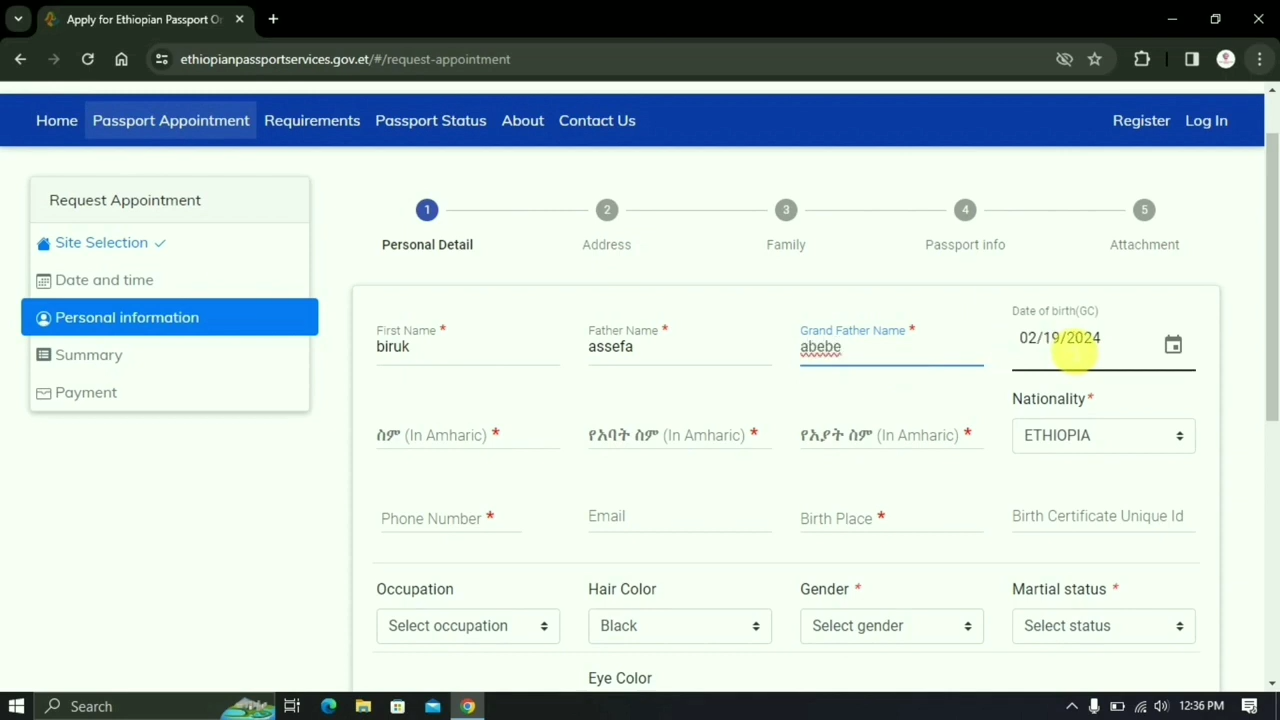 Apply for Ethiopian Passport O
ethiopianpassportservices.gov.et/#/request-appointment
Home Passport Appointment Requirements Passport Status About Contact Us Register Log In
Request Appointment
Site Selection
Date and time
Personal information
Summary
Payment
1 2 3 4 5
Personal Detail Address Family Passport info Attachment
First Name * Father Name * Grand Father Name * Date of birth(GC)
biruk assefa abebe 02/19/2024
Nationality*
ስም (In Amharic) * የአባት ስም (In Amharic) * የአያት ስም (In Amharic) * ETHIOPIA
Phone Number * Email Birth Place * Birth Certificate Unique Id
Occupation Hair Color Gender * Martial status *
Select occupation Black Select gender Select status
Eye Color
Search 12:36 PM